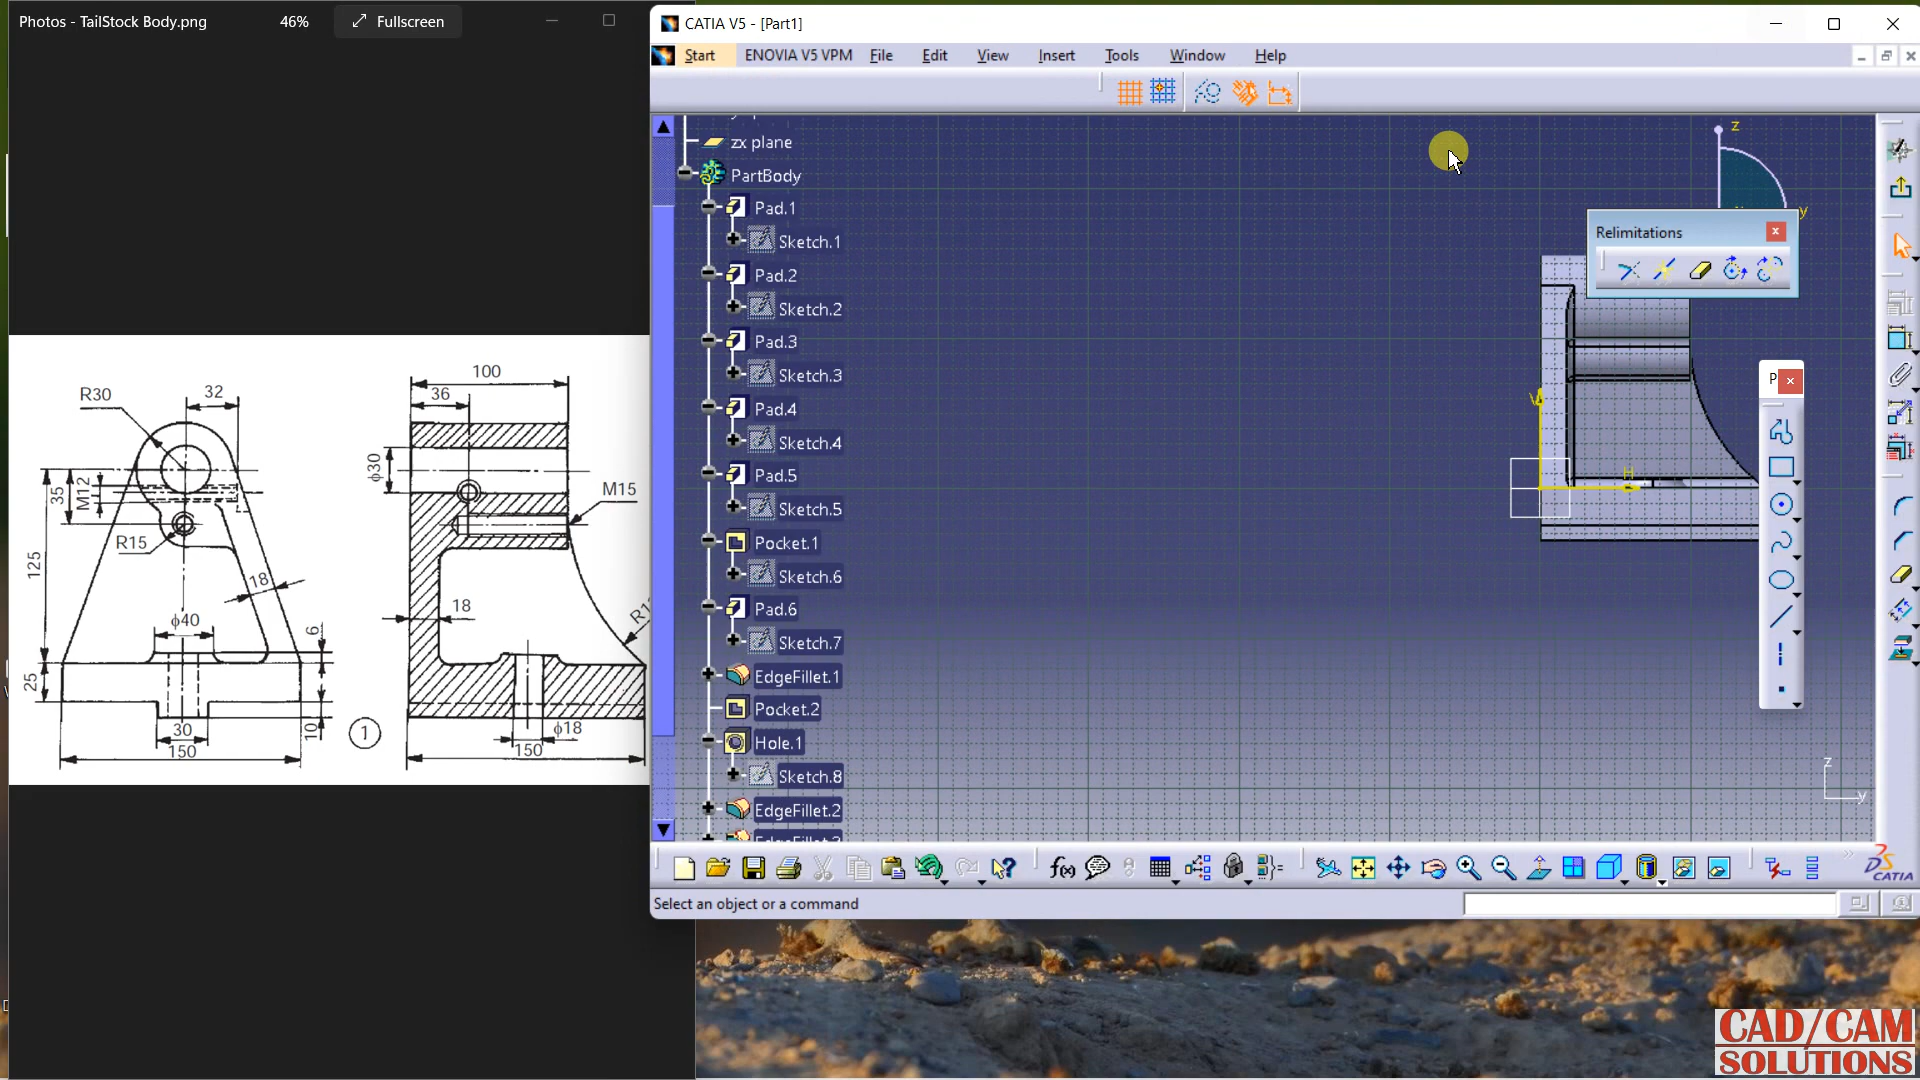 Photos - TailStock Body.png
46%
Fullscreen
CATIA V5 - [Part1]
Start
ENOVIA V5 VPM
File
Edit
View
Insert
Tools
Window
Help
zx plane
PartBody
Pad.1
Sketch.1
Pad.2
Sketch.2
Pad.3
Sketch.3
Pad.4
Sketch.4
Pad.5
Sketch.5
Pocket.1
Sketch.6
Pad.6
Sketch.7
EdgeFillet.1
Pocket.2
Hole.1
Sketch.8
EdgeFillet.2
Relimitations
P
z
y
H
V
z
y
R30
32
35
M12
R15
125
18
ϕ40
6
25
30
10
150
1
100
36
ϕ30
M15
18
ϕ18
150
f(x)
CATIA
Select an object or a command
CAD/CAM
SOLUTIONS